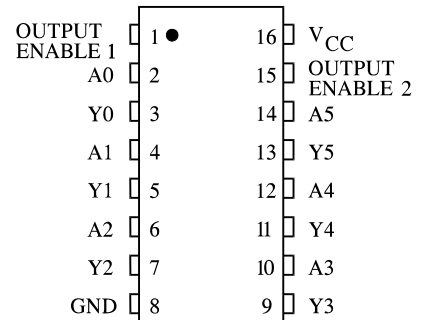 OUTPUT
ENABLE 1 1 16 VCC
A0 2 15 OUTPUT
ENABLE 2
Y0 3 14 A5
A1 4 13 Y5
Y1 5 12 A4
A2 6 11 Y4
Y2 7 10 A3
GND 8 9 Y3